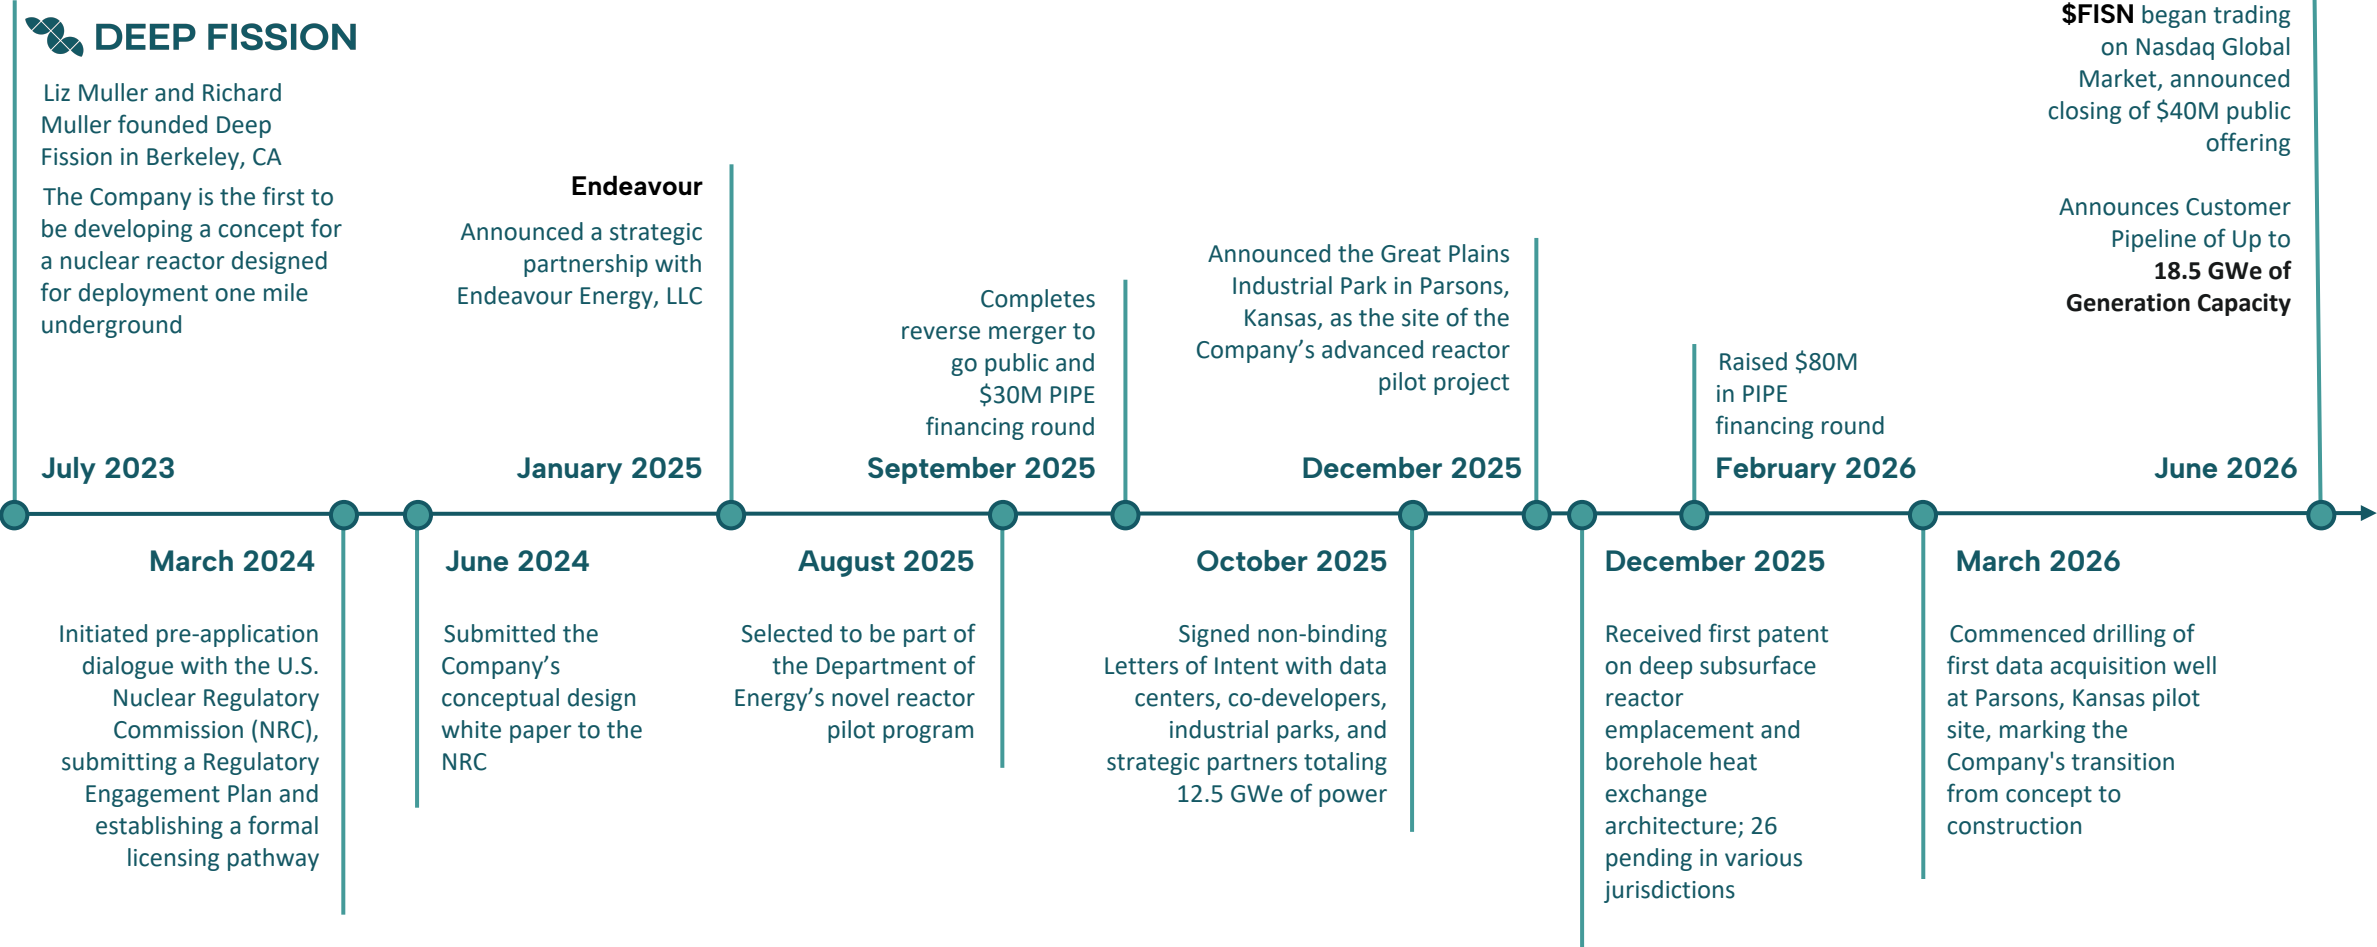 DEEP FISSION
Liz Muller and Richard
Muller founded Deep
Fission in Berkeley, CA
The Company is the first to
be developing a concept for
a nuclear reactor designed
for deployment one mile
underground
July 2023
March 2024
Initiated pre-application
dialogue with the U.S.
Nuclear Regulatory
Commission (NRC),
submitting a Regulatory
Engagement Plan and
establishing a formal
licensing pathway
June 2024
Submitted the
Company’s
conceptual design
white paper to the
NRC
Endeavour
Announced a strategic
partnership with
Endeavour Energy, LLC
January 2025
August 2025
Selected to be part of
the Department of
Energy’s novel reactor
pilot program
Completes
reverse merger to
go public and
$30M PIPE
financing round
September 2025
October 2025
Signed non-binding
Letters of Intent with data
centers, co-developers,
industrial parks, and
strategic partners totaling
12.5 GWe of power
Announced the Great Plains
Industrial Park in Parsons,
Kansas, as the site of the
Company’s advanced reactor
pilot project
December 2025
December 2025
Received first patent
on deep subsurface
reactor
emplacement and
borehole heat
exchange
architecture; 26
pending in various
jurisdictions
Raised $80M
in PIPE
financing round
February 2026
March 2026
Commenced drilling of
first data acquisition well
at Parsons, Kansas pilot
site, marking the
Company's transition
from concept to
construction
$FISN began trading
on Nasdaq Global
Market, announced
closing of $40M public
offering
Announces Customer
Pipeline of Up to
18.5 GWe of
Generation Capacity
June 2026